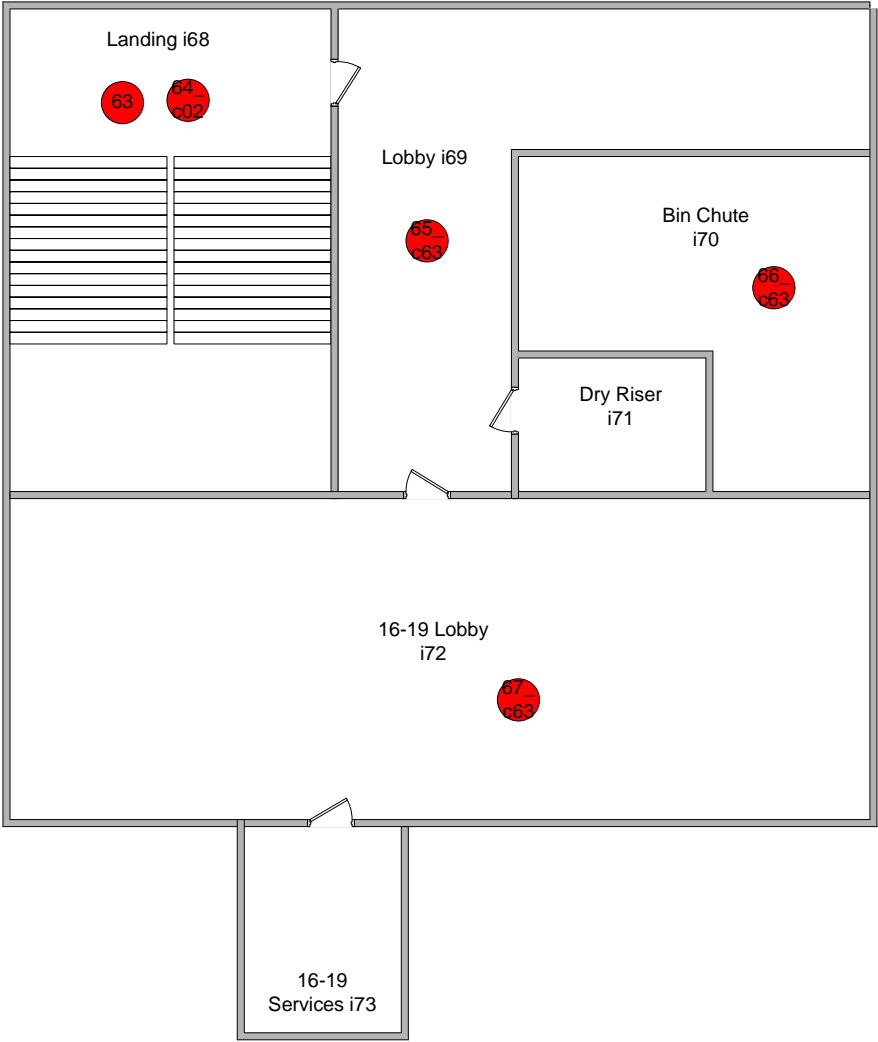 Landing i68
63
64_
c02
Lobby i69
65_
c63
Bin Chute
i70
66_
c63
Dry Riser
i71
16-19 Lobby
i72
67_
c63
16-19
Services i73